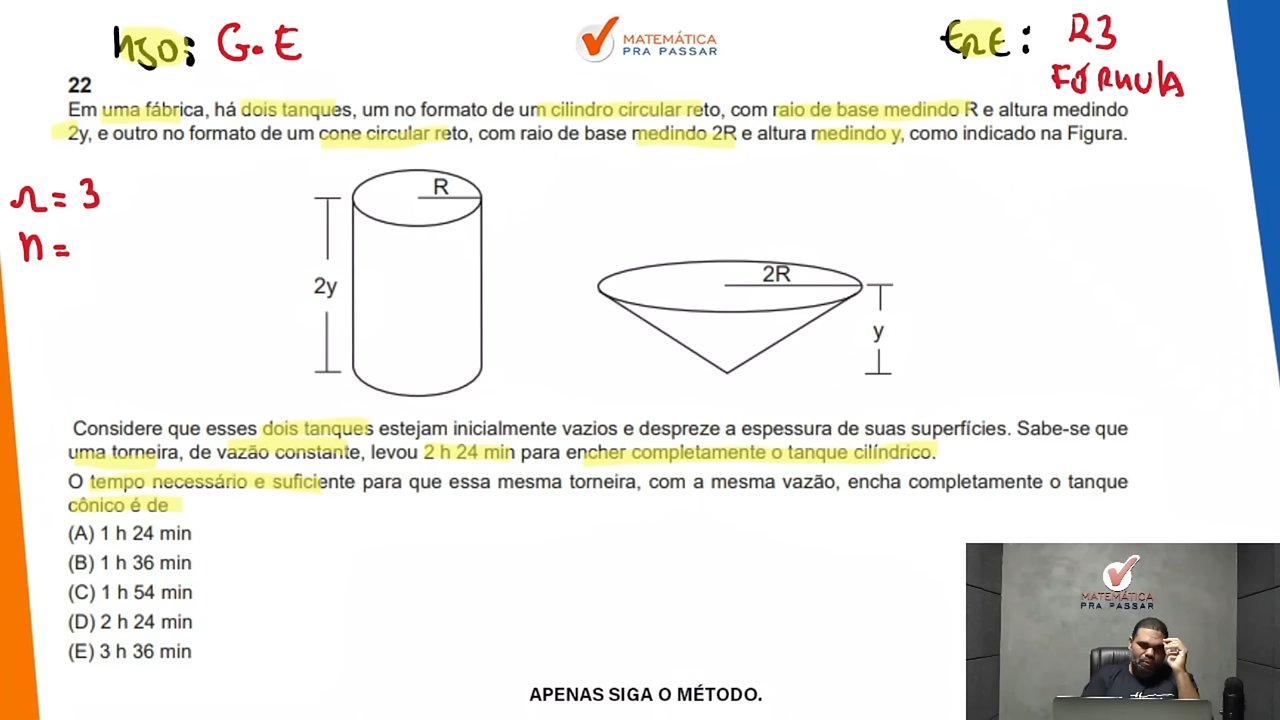 MSO: G.E
MATEMÁTICA
PRA PASSAR
R3
FÓRMULA
22
Em uma fábrica, há dois tanques, um no formato de um cilindro circular reto, com raio de base medindo R e altura medindo
2y, e outro no formato de um cone circular reto, com raio de base medindo 2R e altura medindo y, como indicado na Figura.
r = 3
R
2y
2R
y
Considere que esses dois tanques estejam inicialmente vazios e despreze a espessura de suas superfícies. Sabe-se que
uma torneira, de vazão constante, levou 2 h 24 min para encher completamente o tanque cilíndrico.
O tempo necessário e suficiente para que essa mesma torneira, com a mesma vazão, encha completamente o tanque
cônico é de
(A) 1 h 24 min
(B) 1 h 36 min
(C) 1 h 54 min
(D) 2 h 24 min
(E) 3 h 36 min
MATEMÁTICA
PRA PASSAR
APENAS SIGA O MÉTODO.